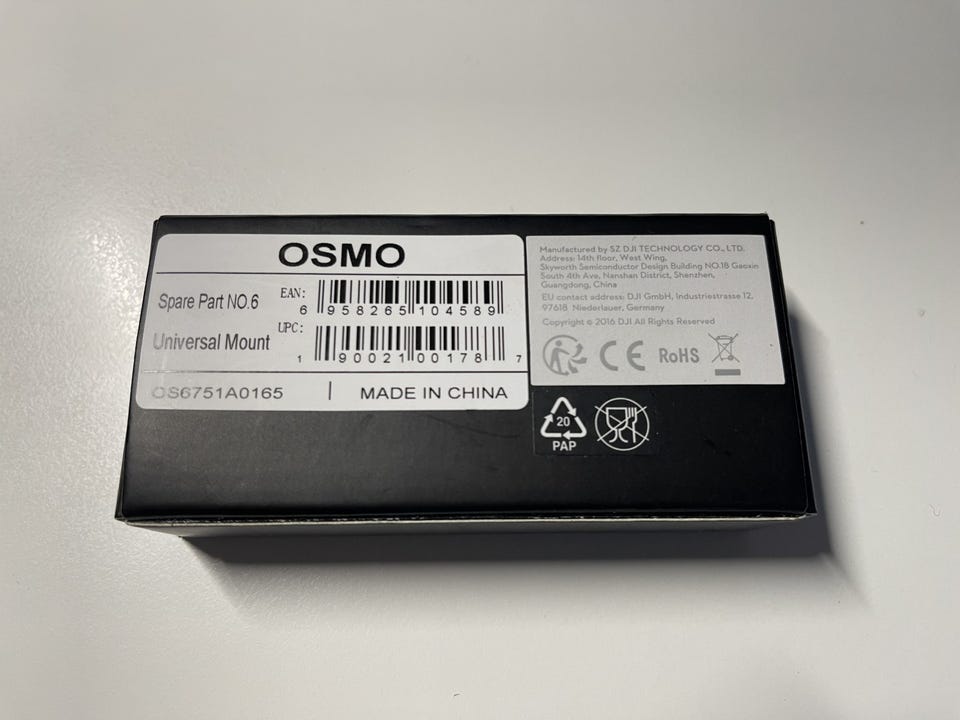 OSMO
Spare Part NO.6
EAN:
6 958265 104589
Universal Mount
UPC:
1 90021 00178 7
OS6751A0165 | MADE IN CHINA
Manufactured by SZ DJI TECHNOLOGY CO., LTD.
Address: 14th floor, West Wing,
Skyworth Semiconductor Design Building NO.18 Gaoxin
South 4th Ave, Nanshan District, Shenzhen,
Guangdong, China
EU contact address: DJI GmbH, Industriestrasse 12,
97618 Niederlauer, Germany
Copyright © 2016 DJI All Rights Reserved
CE RoHS
20
PAP